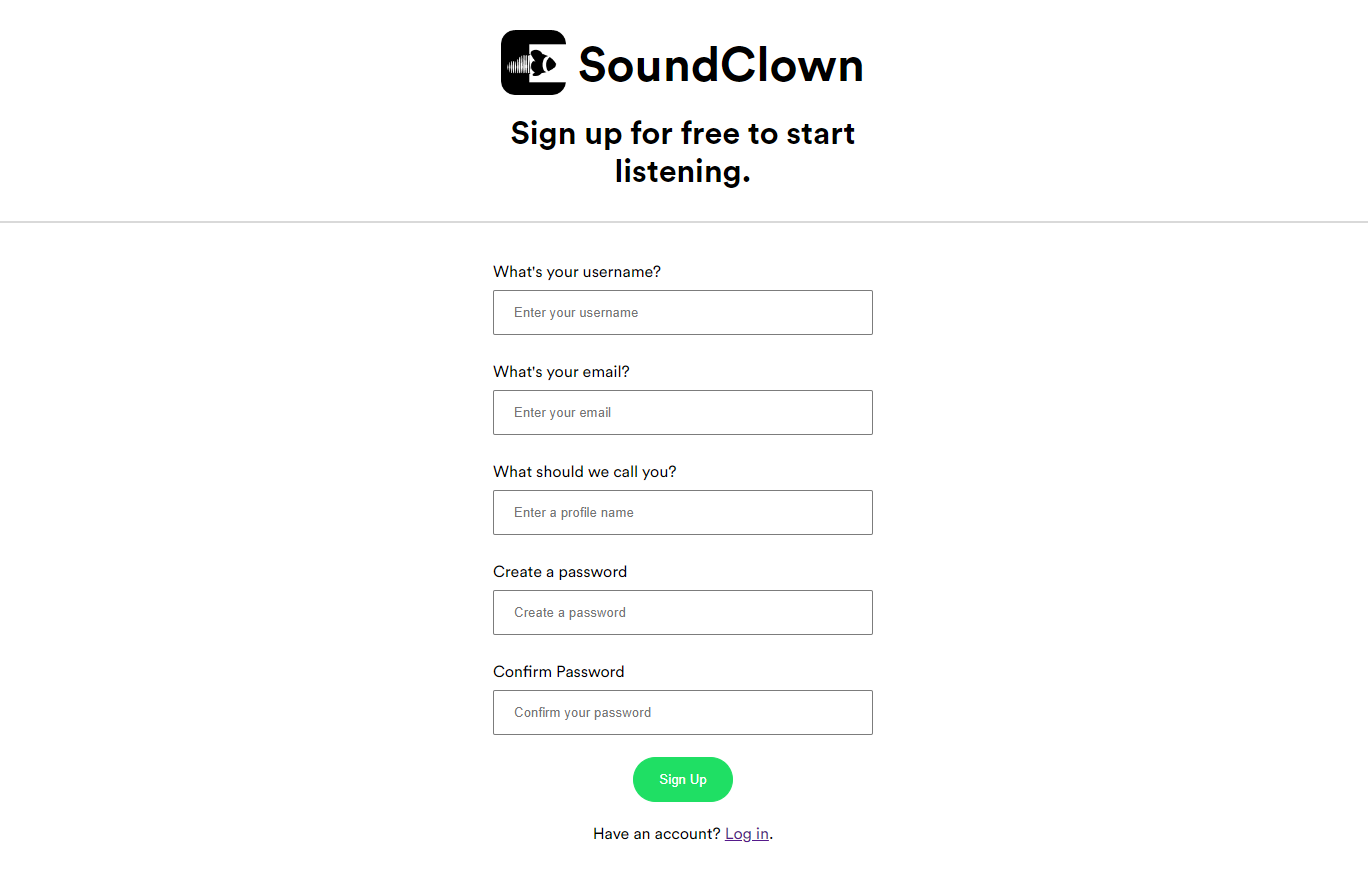 SoundClown
Sign up for free to start
listening.
What's your username?
Enter your username
What's your email?
Enter your email
What should we call you?
Enter a profile name
Create a password
Create a password
Confirm Password
Confirm your password
Sign Up
Have an account? Log in.